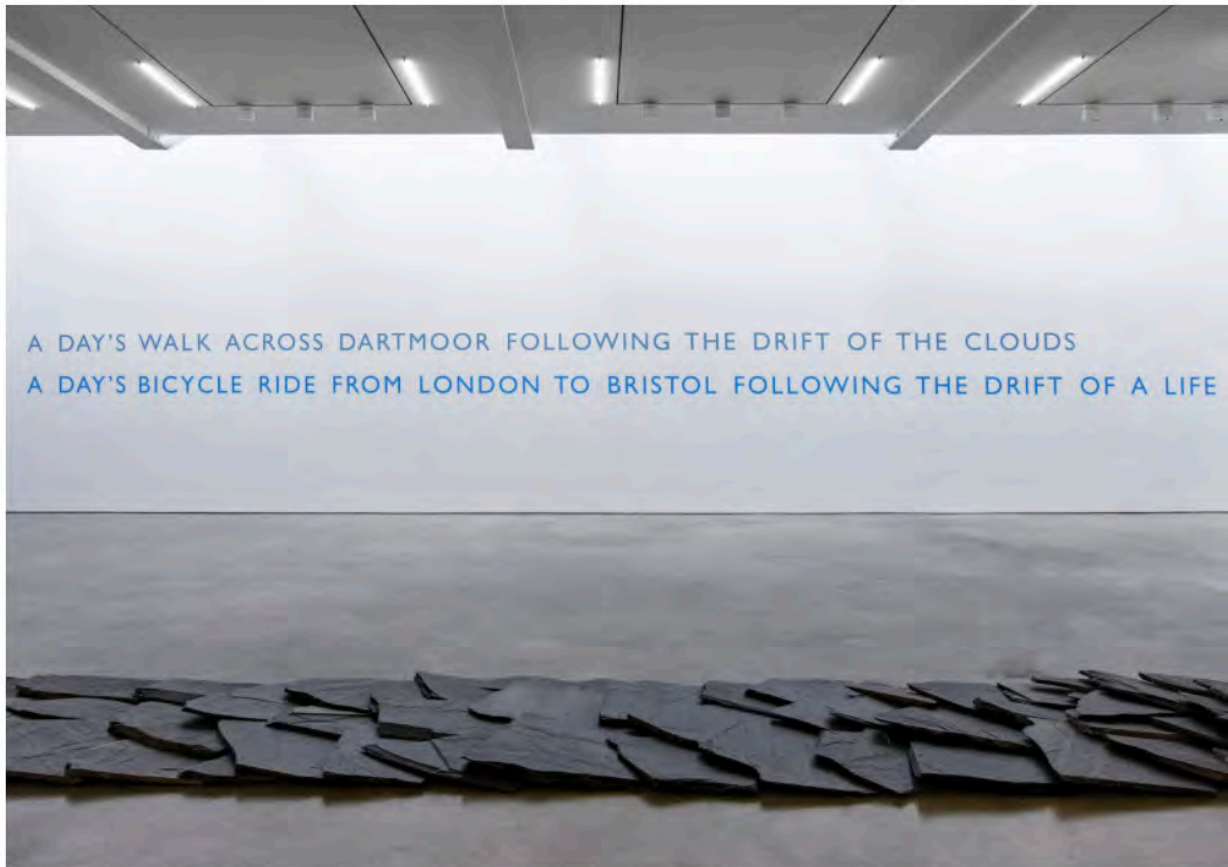 A DAY'S WALK ACROSS DARTMOOR FOLLOWING THE DRIFT OF THE CLOUDS
A DAY'S BICYCLE RIDE FROM LONDON TO BRISTOL FOLLOWING THE DRIFT OF A LIFE